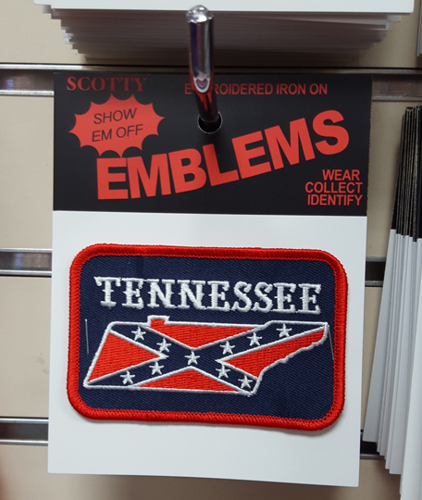 SCOTTY
EMBROIDERED IRON ON
SHOW
EM OFF
EMBLEMS
WEAR
COLLECT
IDENTIFY
TENNESSEE